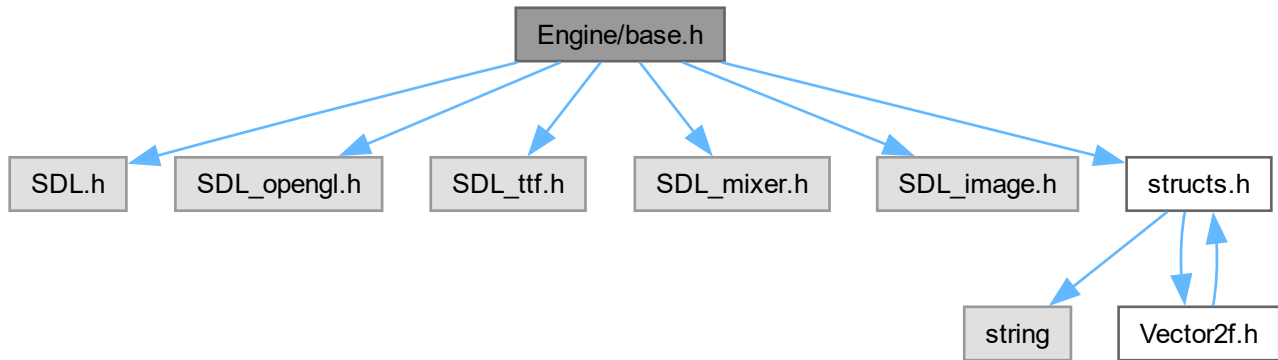 Engine/base.h
SDL.h
SDL_opengl.h
SDL_ttf.h
SDL_mixer.h
SDL_image.h
structs.h
string
Vector2f.h